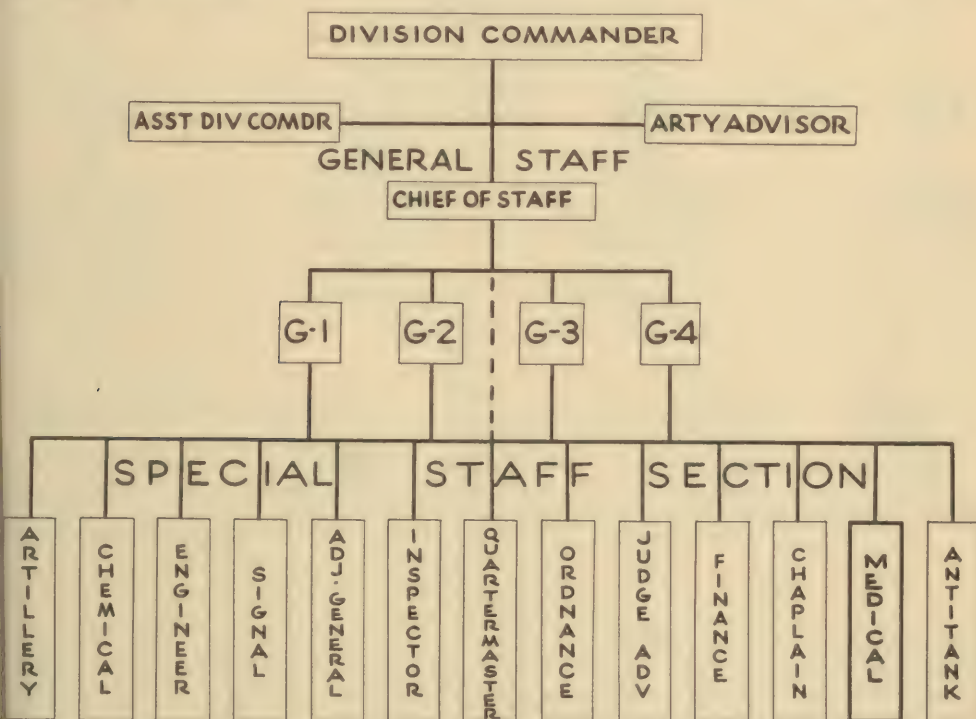 DIVISION COMMANDER
ASST DIV COMDR
ARTY ADVISOR
GENERAL STAFF
CHIEF OF STAFF
G-1
G-2
G-3
G-4
SPECIAL STAFF SECTION
ARTILLERY
CHEMICAL
ENGINEER
SIGNAL
ADJ·GENERAL
INSPECTOR
QUARTERMASTER
ORDNANCE
JUDGE ADV
FINANCE
CHAPLAIN
MEDICAL
ANTITANK